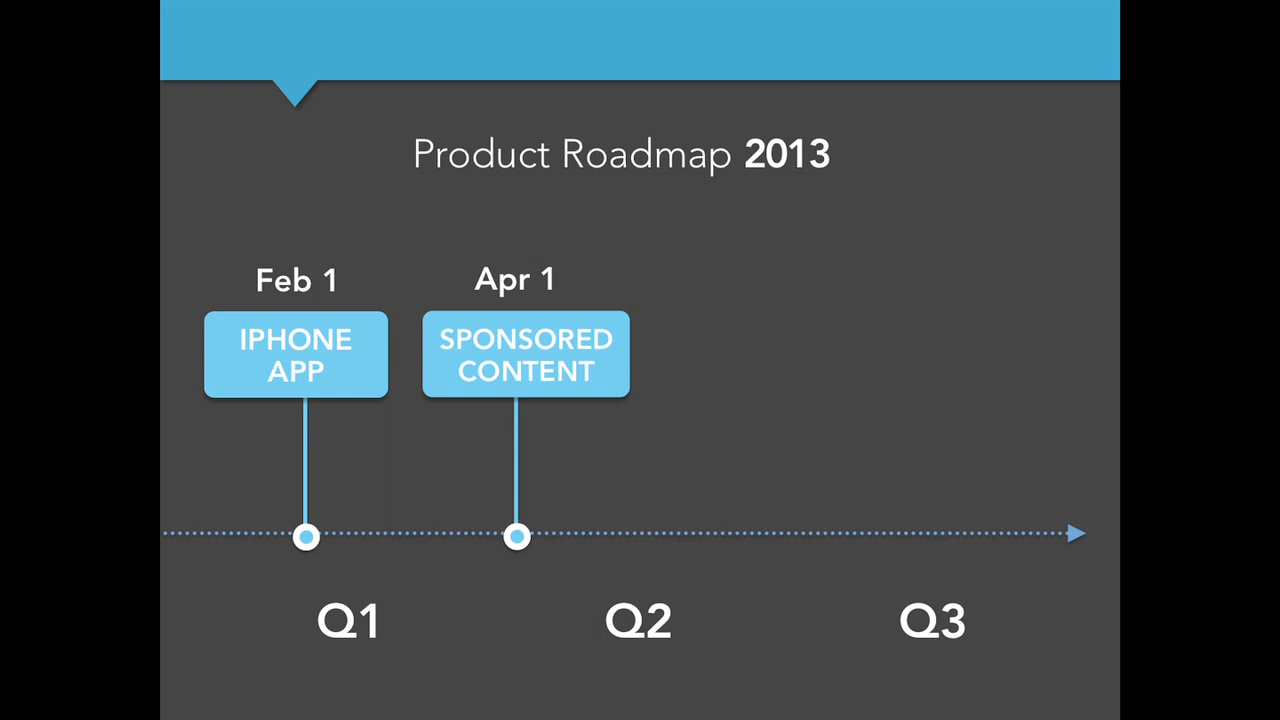 Product Roadmap 2013
Feb 1
IPHONE
APP
Apr 1
SPONSORED
CONTENT
Q1
Q2
Q3